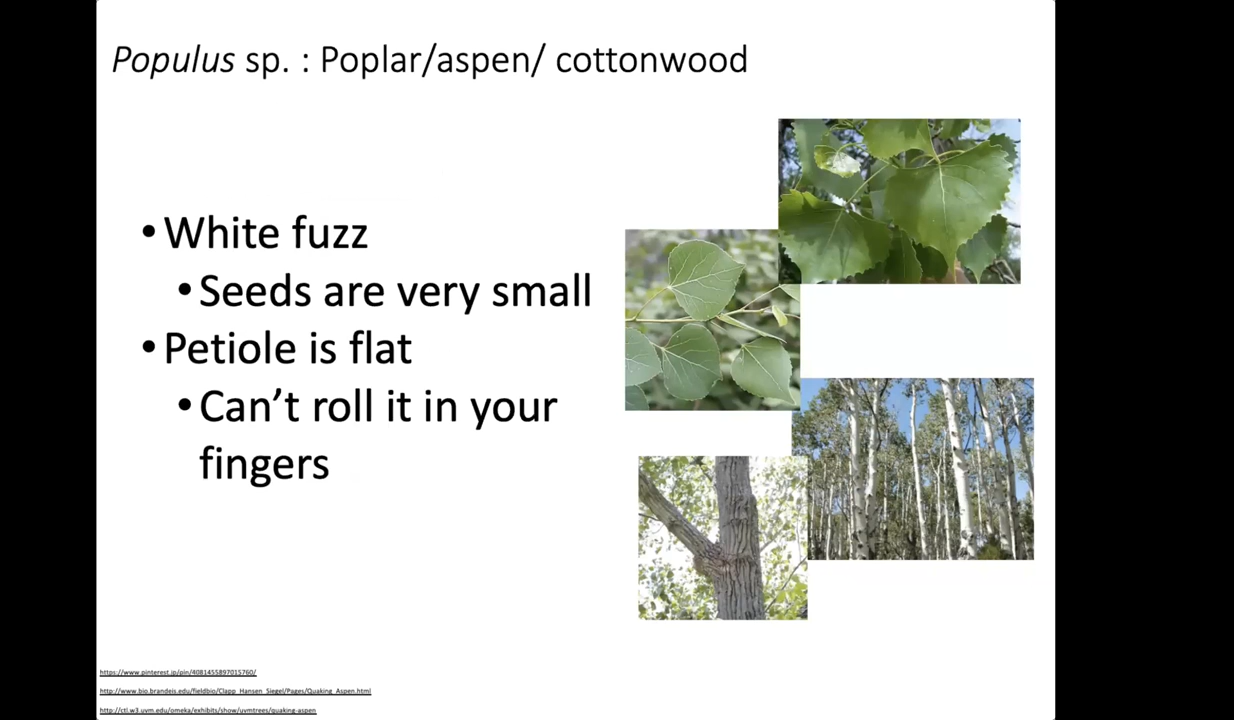 Populus sp. : Poplar/aspen/ cottonwood
•White fuzz
•Seeds are very small
•Petiole is flat
•Can’t roll it in your
fingers
https://www.pinterest.jp/pin/4081455897015760/
http://www.bio.brandeis.edu/fieldbio/Clapp_Hansen_Siegel/Pages/Quaking_Aspen.html
http://ctl.w3.uvm.edu/omeka/exhibits/show/uvmtrees/quaking-aspen